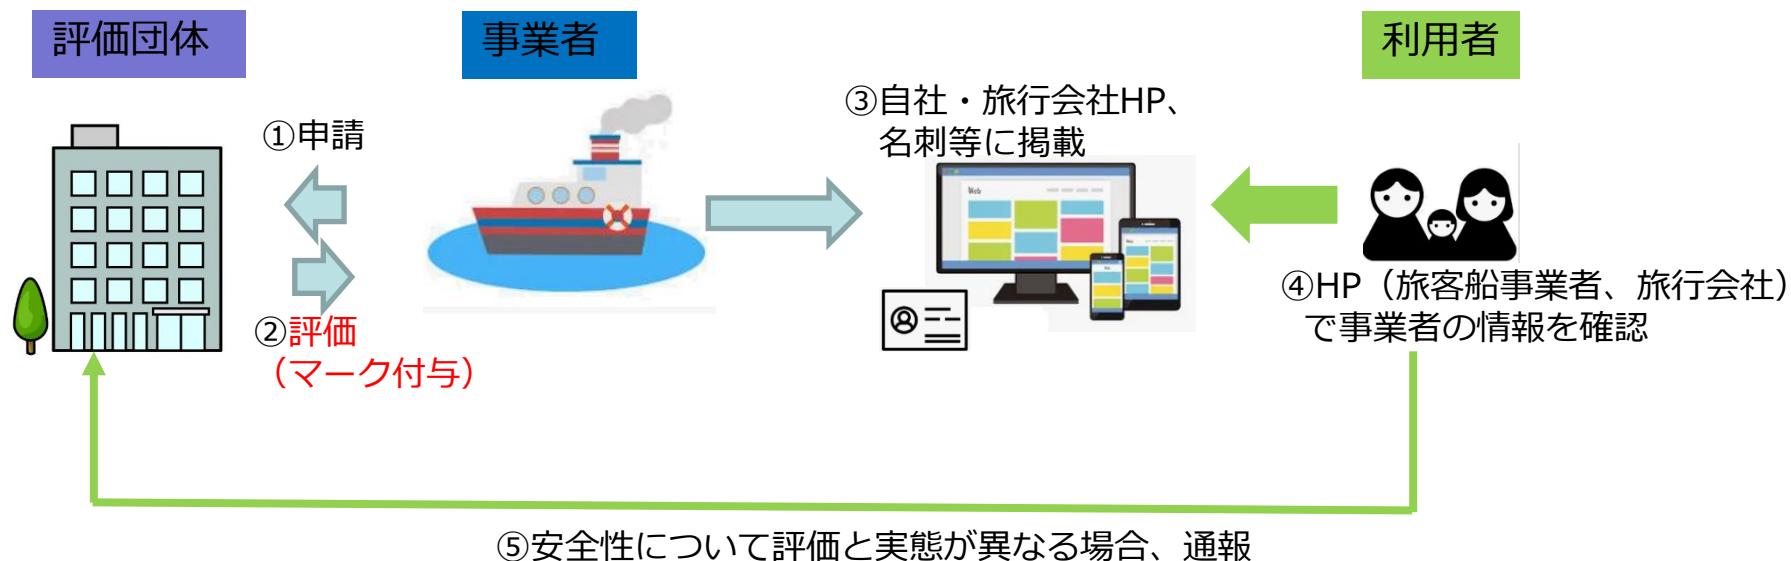 評価団体
事業者
利用者
①申請
③自社・旅行会社HP、
名刺等に掲載
②評価
（マーク付与）
④HP（旅客船事業者、旅行会社）
で事業者の情報を確認
⑤安全性について評価と実態が異なる場合、通報
Web
Web
Web